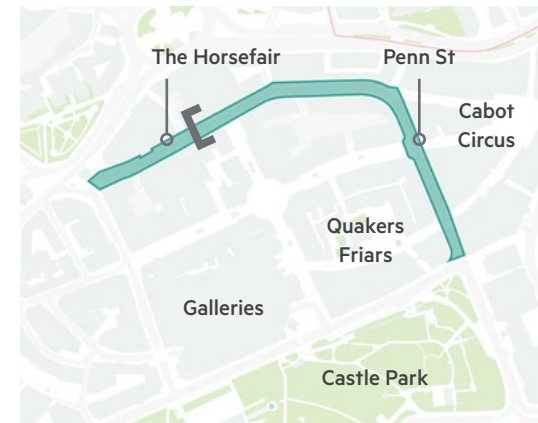 The Horsefair
Penn St
Cabot
Circus
Quakers
Friars
Galleries
Castle Park